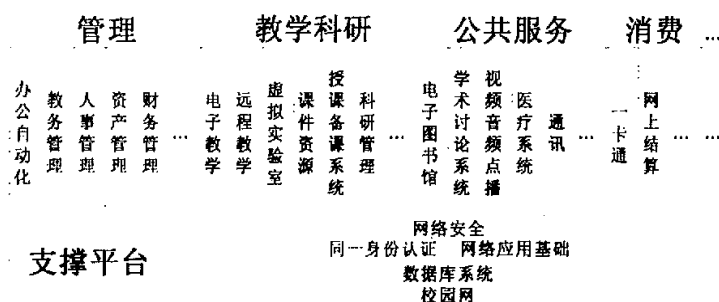 管理 教学科研 公共服务 消费 …
办公自动化
教务管理
人事管理
资产管理
财务管理
…
电子教学
远程教学
虚拟实验室
课件资源
授课备课系统
科研管理
…
电子图书馆
学术讨论系统
视频音频点播
医疗系统
通讯
…
一卡通
网上结算
…
…
网络安全
同一身份认证 网络应用基础
支撑平台
数据库系统
校园网